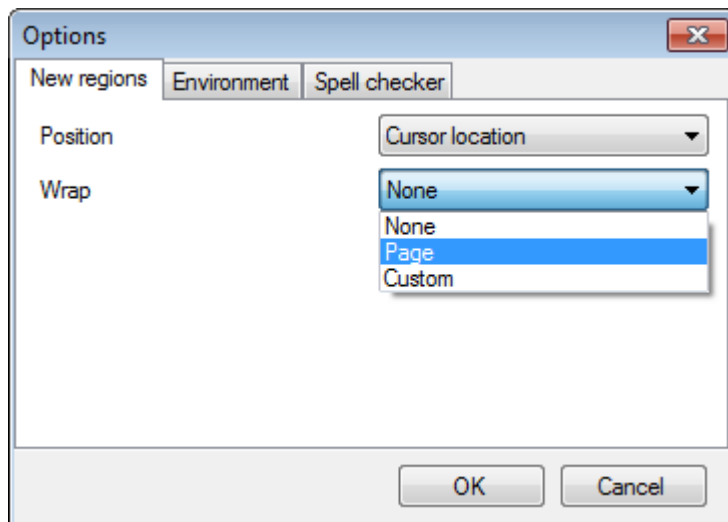 Options
New regions Environment Spell checker
Position Cursor location
Wrap None
None
Page
Custom
OK Cancel